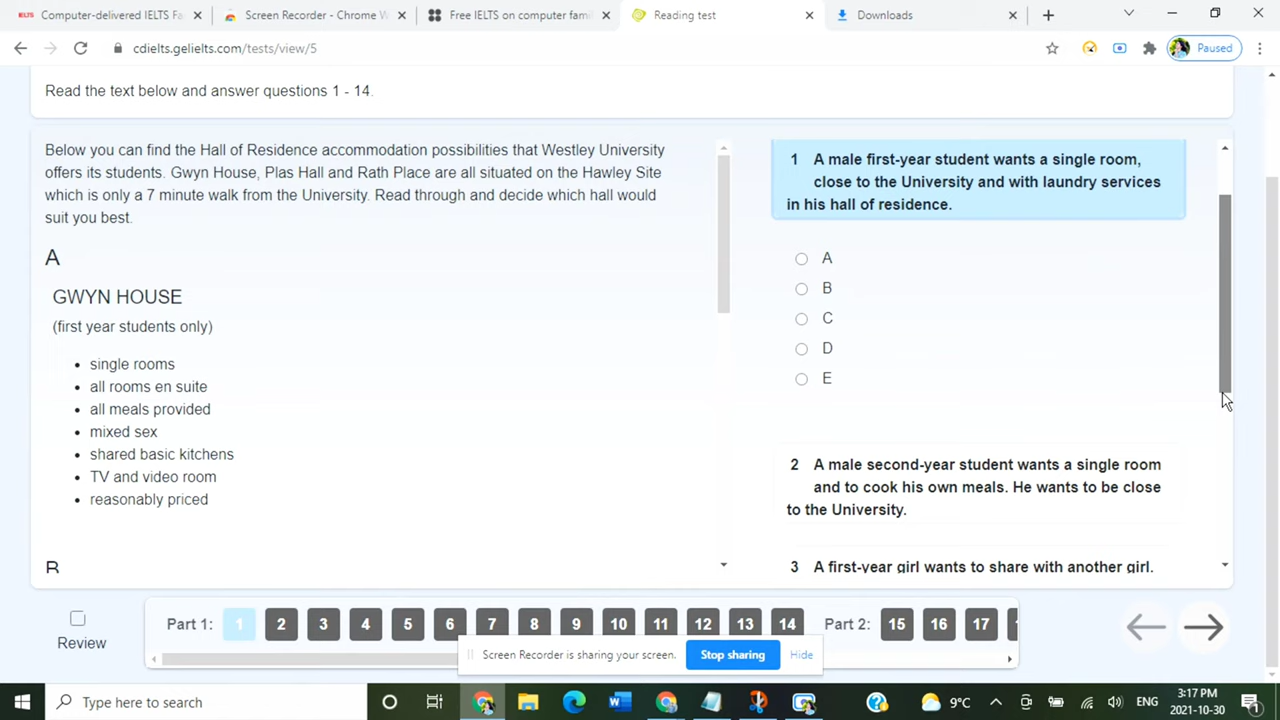 Computer-delivered IELTS Fa
Screen Recorder - Chrome W
Free IELTS on computer fami
Reading test
Downloads
cdielts.gelielts.com/tests/view/5
Paused
Read the text below and answer questions 1 - 14.
Below you can find the Hall of Residence accommodation possibilities that Westley University
offers its students. Gwyn House, Plas Hall and Rath Place are all situated on the Hawley Site
which is only a 7 minute walk from the University. Read through and decide which hall would
suit you best.
A
GWYN HOUSE
(first year students only)
• single rooms
• all rooms en suite
• all meals provided
• mixed sex
• shared basic kitchens
• TV and video room
• reasonably priced
B
1 A male first-year student wants a single room,
close to the University and with laundry services
in his hall of residence.
A
B
C
D
E
2 A male second-year student wants a single room
and to cook his own meals. He wants to be close
to the University.
3 A first-year girl wants to share with another girl.
Review
Part 1: 1 2 3 4 5 6 7 8 9 10 11 12 13 14 Part 2: 15 16 17
Screen Recorder is sharing your screen. Stop sharing Hide
Type here to search
9°C
ENG
3:17 PM
2021-10-30